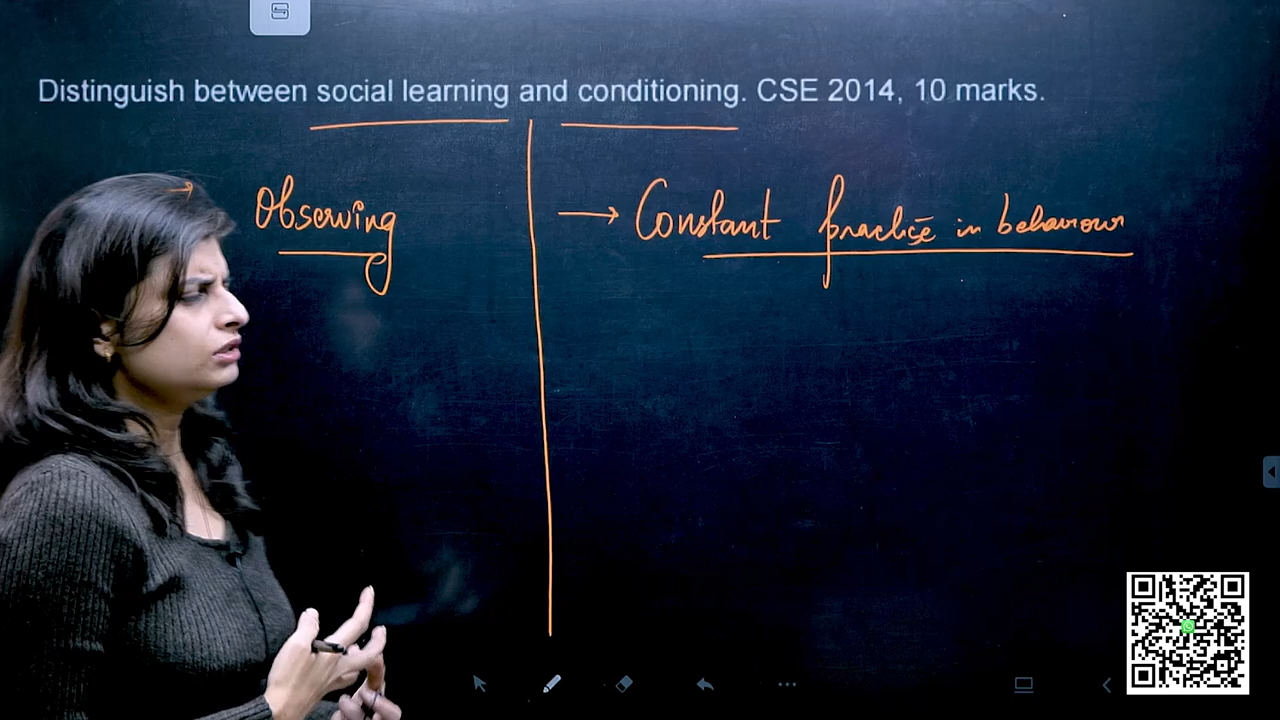 Distinguish between social learning and conditioning. CSE 2014, 10 marks.
→ Observing
→ Constant practice in behaviour